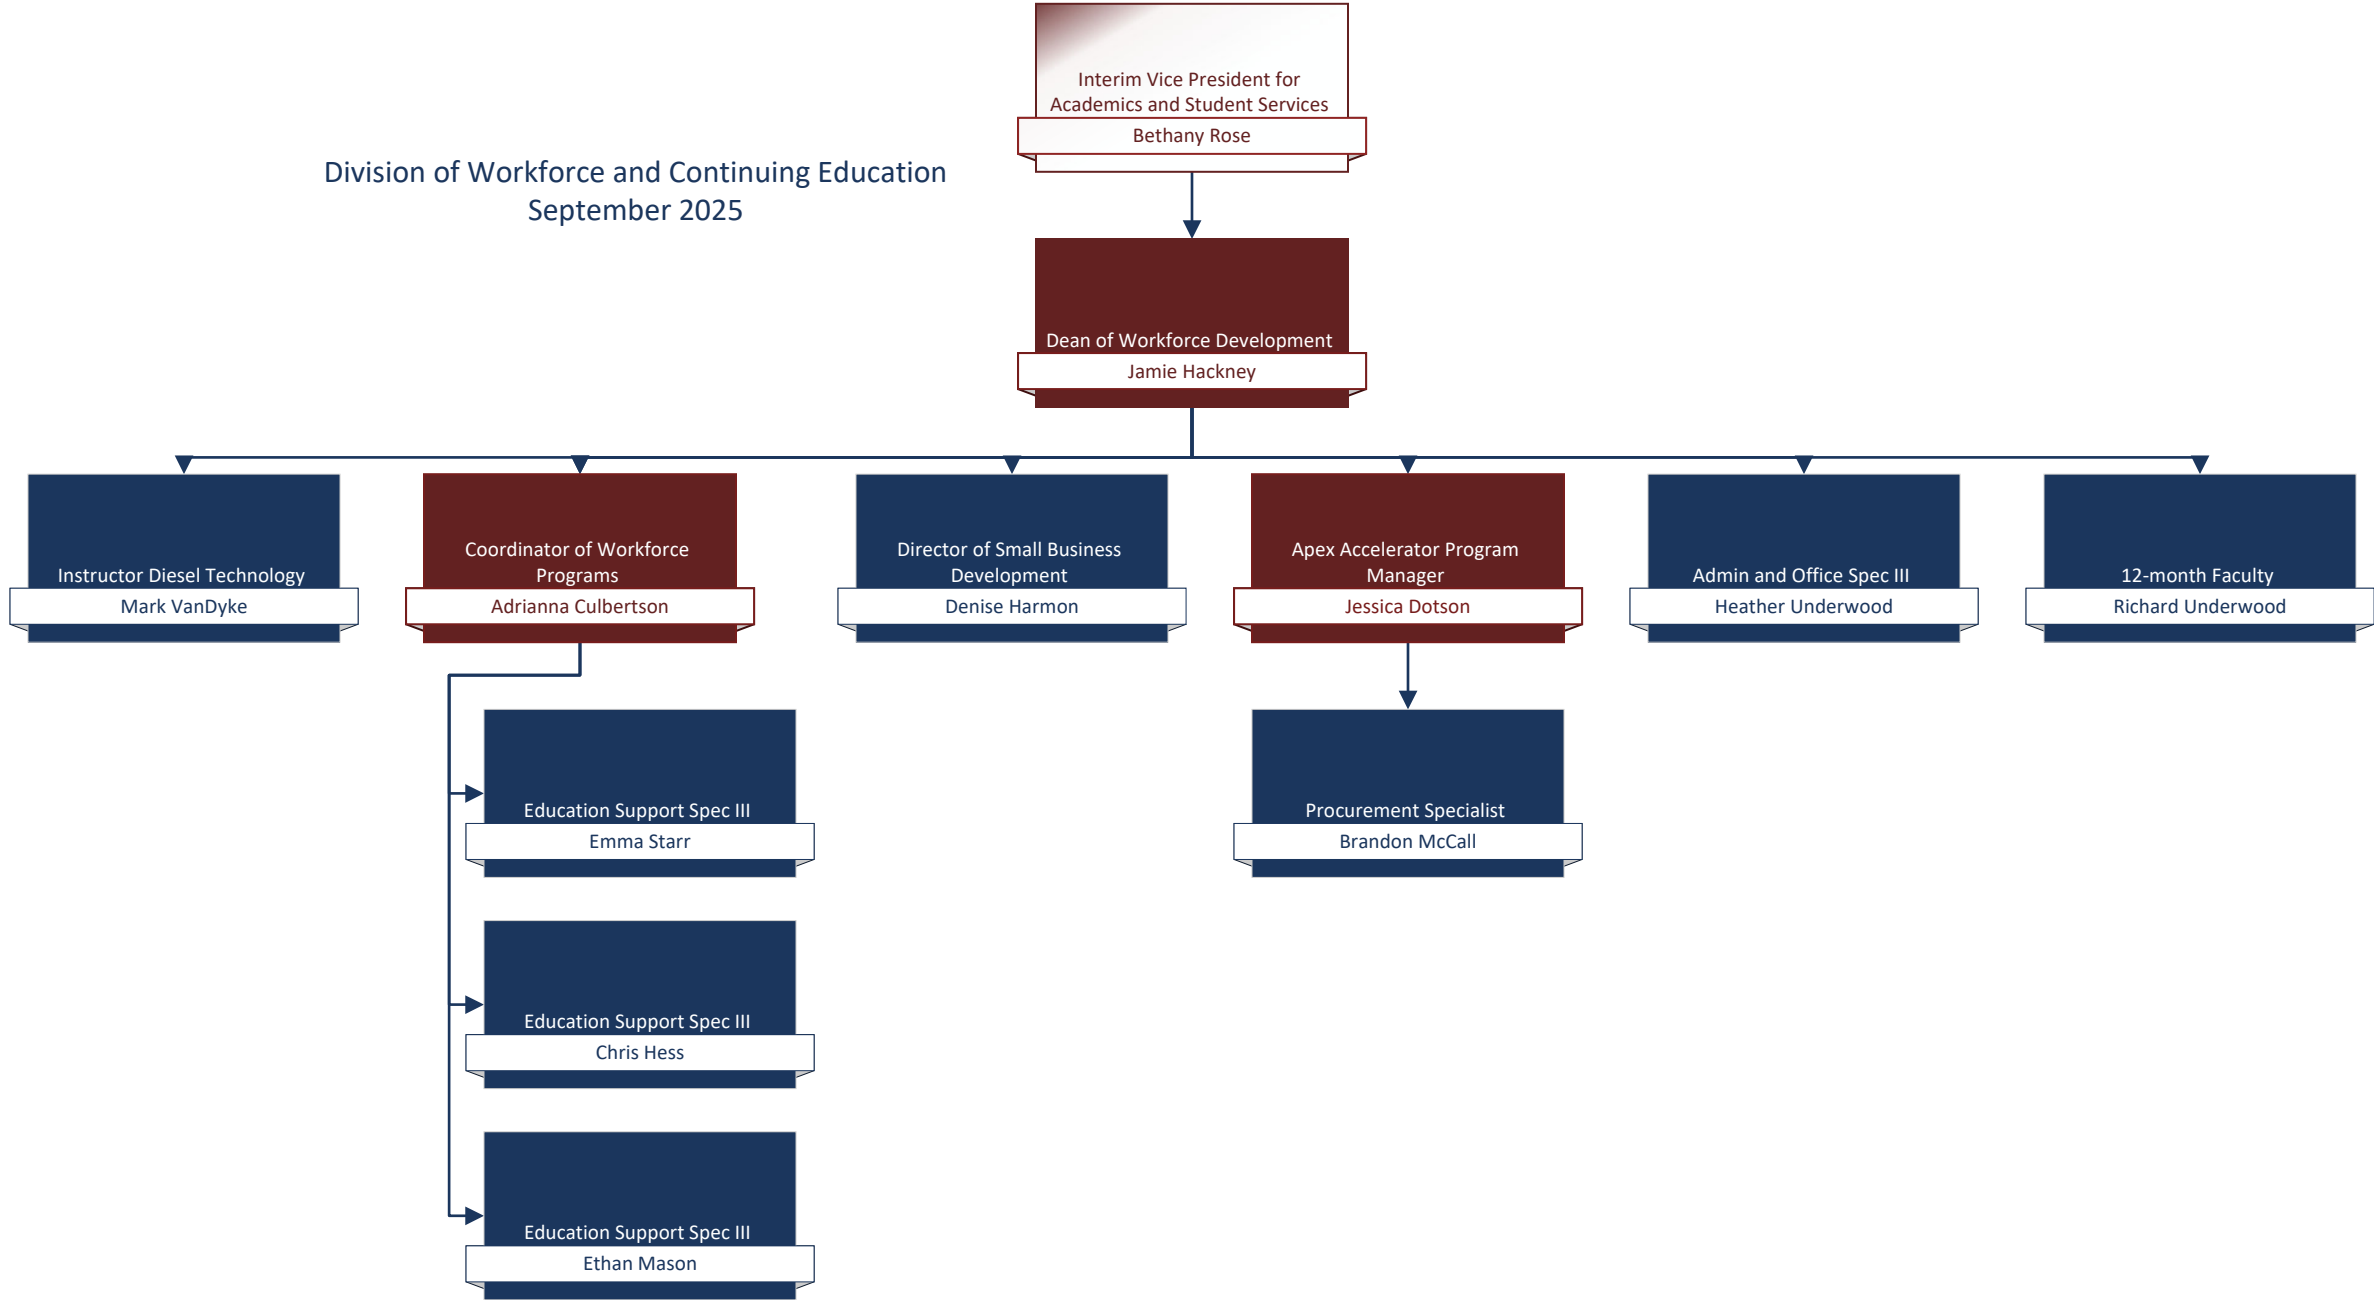 Interim Vice President for
Academics and Student Services
Bethany Rose
Division of Workforce and Continuing Education
September 2025
Dean of Workforce Development
Jamie Hackney
Instructor Diesel Technology
Mark VanDyke
Coordinator of Workforce
Programs
Adrianna Culbertson
Director of Small Business
Development
Denise Harmon
Apex Accelerator Program
Manager
Jessica Dotson
Admin and Office Spec III
Heather Underwood
12-month Faculty
Richard Underwood
Education Support Spec III
Emma Starr
Procurement Specialist
Brandon McCall
Education Support Spec III
Chris Hess
Education Support Spec III
Ethan Mason